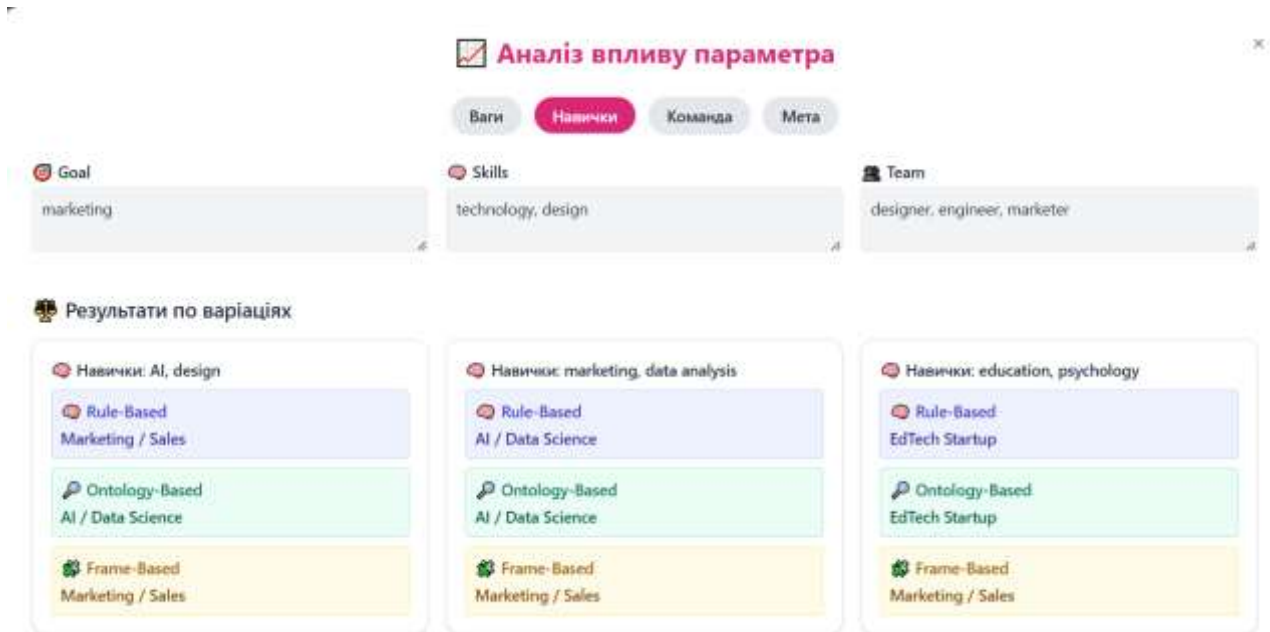 Аналіз впливу параметра
×
Ваги Навички Команда Мета
Goal
marketing
Skills
technology, design
Team
designer, engineer, marketer
Результати по варіаціях
Навички: AI, design
Rule-Based
Marketing / Sales
Ontology-Based
AI / Data Science
Frame-Based
Marketing / Sales
Навички: marketing, data analysis
Rule-Based
AI / Data Science
Ontology-Based
AI / Data Science
Frame-Based
Marketing / Sales
Навички: education, psychology
Rule-Based
EdTech Startup
Ontology-Based
EdTech Startup
Frame-Based
Marketing / Sales